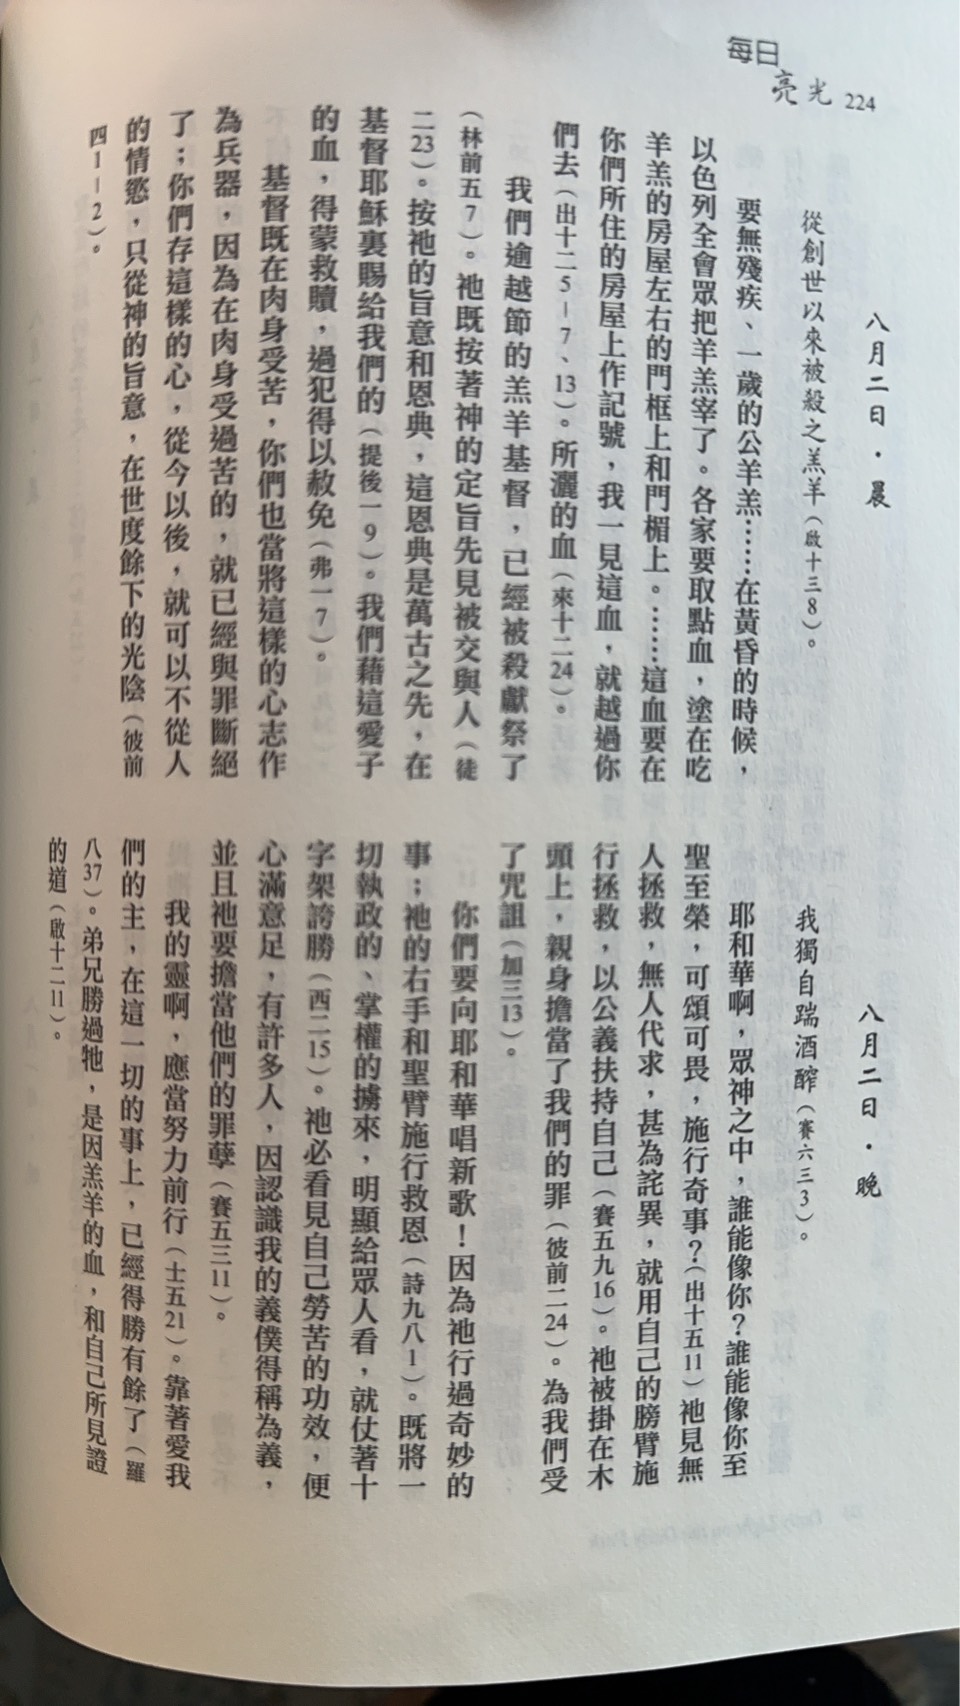 每日
亮光 224
八月二日．晨
從創世以來被殺之羔羊（啟十三8）。
要無殘疾、一歲的公羊羔……在黃昏的時候，
以色列全會眾把羊羔宰了。各家要取點血，塗在吃
羊羔的房屋左右的門框上和門楣上。……這血要在
你們所住的房屋上作記號，我一見這血，就越過你
們去（出十二5－7、13）。所灑的血（來十二24）。
我們逾越節的羔羊基督，已經被殺獻祭了
（林前五7）。祂既按著神的定旨先見被交與人（徒
二23）。按祂的旨意和恩典，這恩典是萬古之先，在
基督耶穌裏賜給我們的（提後一9）。我們藉這愛子
的血，得蒙救贖，過犯得以赦免（弗一7）。
基督既在肉身受苦，你們也當將這樣的心志作
為兵器，因為在肉身受過苦的，就已經與罪斷絕
了；你們存這樣的心，從今以後，就可以不從人
的情慾，只從神的旨意，在世度餘下的光陰（彼前
四1－2）。
八月二日．晚
我獨自踹酒醡（賽六三3）。
耶和華啊，眾神之中，誰能像你？誰能像你至
聖至榮，可頌可畏，施行奇事？（出十五11）祂見無
人拯救，無人代求，甚為詫異，就用自己的膀臂施
行拯救，以公義扶持自己（賽五九16）。祂被掛在木
頭上，親身擔當了我們的罪（彼前二24）。為我們受
了咒詛（加三13）。
你們要向耶和華唱新歌！因為祂行過奇妙的
事；祂的右手和聖臂施行救恩（詩九八1）。既將一
切執政的、掌權的擄來，明顯給眾人看，就仗著十
字架誇勝（西二15）。祂必看見自己勞苦的功效，便
心滿意足，有許多人，因認識我的義僕得稱為義，
並且祂要擔當他們的罪孽（賽五三11）。
我的靈啊，應當努力前行（士五21）。靠著愛我
們的主，在這一切的事上，已經得勝有餘了（羅
八37）。弟兄勝過牠，是因羔羊的血，和自己所見證
的道（啟十二11）。